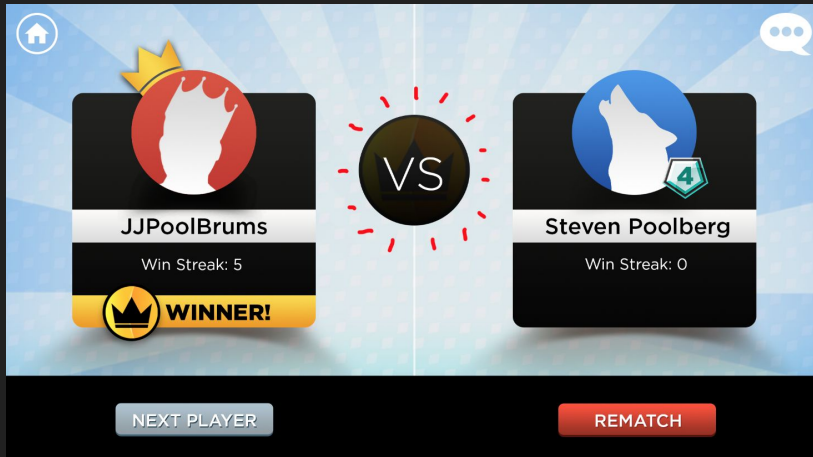 VS
4
JJPoolBrums
Steven Poolberg
Win Streak: 5
Win Streak: 0
WINNER!
NEXT PLAYER
REMATCH